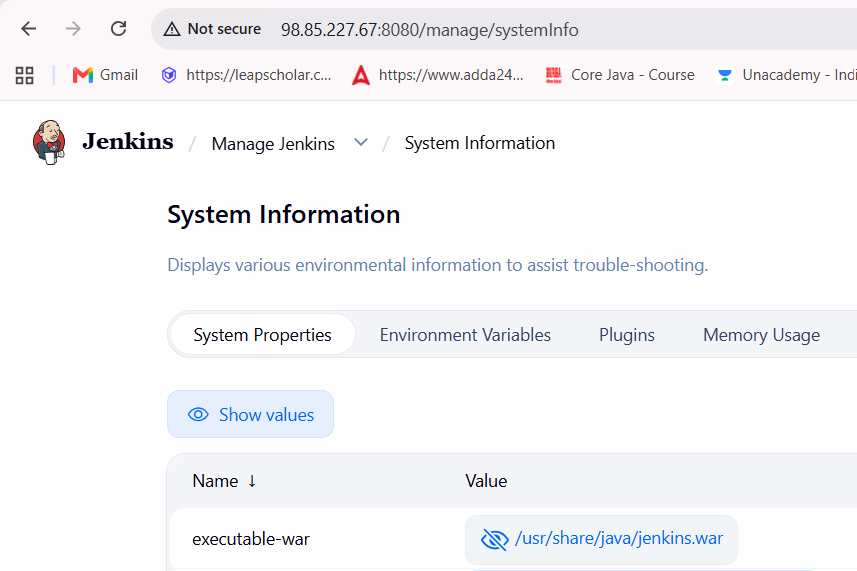 Not secure 98.85.227.67:8080/manage/systemInfo
Gmail https://leapscholar.c... https://www.adda24... Core Java - Course Unacademy - Indi
Jenkins / Manage Jenkins / System Information
System Information
Displays various environmental information to assist trouble-shooting.
System Properties Environment Variables Plugins Memory Usage
Show values
Name ↓ Value
executable-war /usr/share/java/jenkins.war